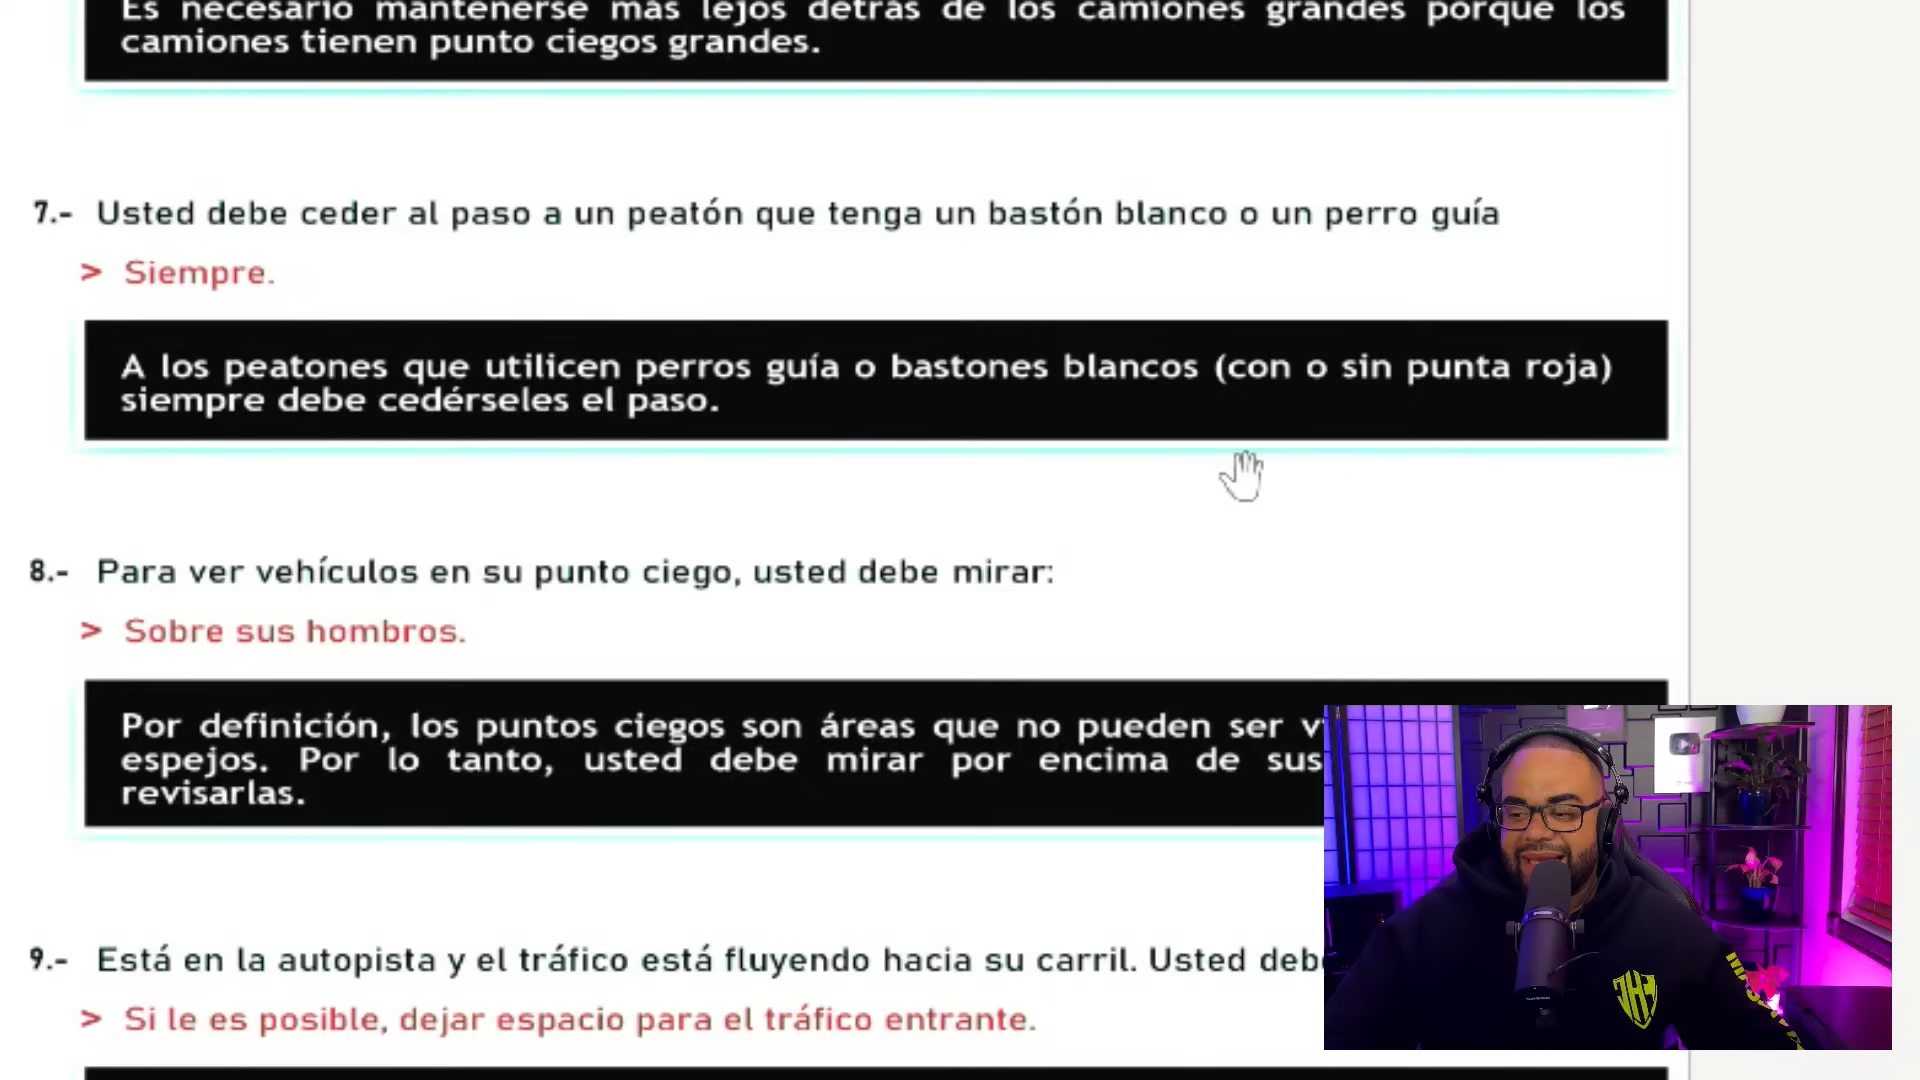 Es necesario mantenerse más lejos detrás de los camiones grandes porque los
camiones tienen punto ciegos grandes.
7.- Usted debe ceder al paso a un peatón que tenga un bastón blanco o un perro guía
> Siempre.
A los peatones que utilicen perros guía o bastones blancos (con o sin punta roja)
siempre debe cedérseles el paso.
8.- Para ver vehículos en su punto ciego, usted debe mirar:
> Sobre sus hombros.
Por definición, los puntos ciegos son áreas que no pueden ser
espejos. Por lo tanto, usted debe mirar por encima de sus
revisarlas.
9.- Está en la autopista y el tráfico está fluyendo hacia su carril. Usted
> Si le es posible, dejar espacio para el tráfico entrante.